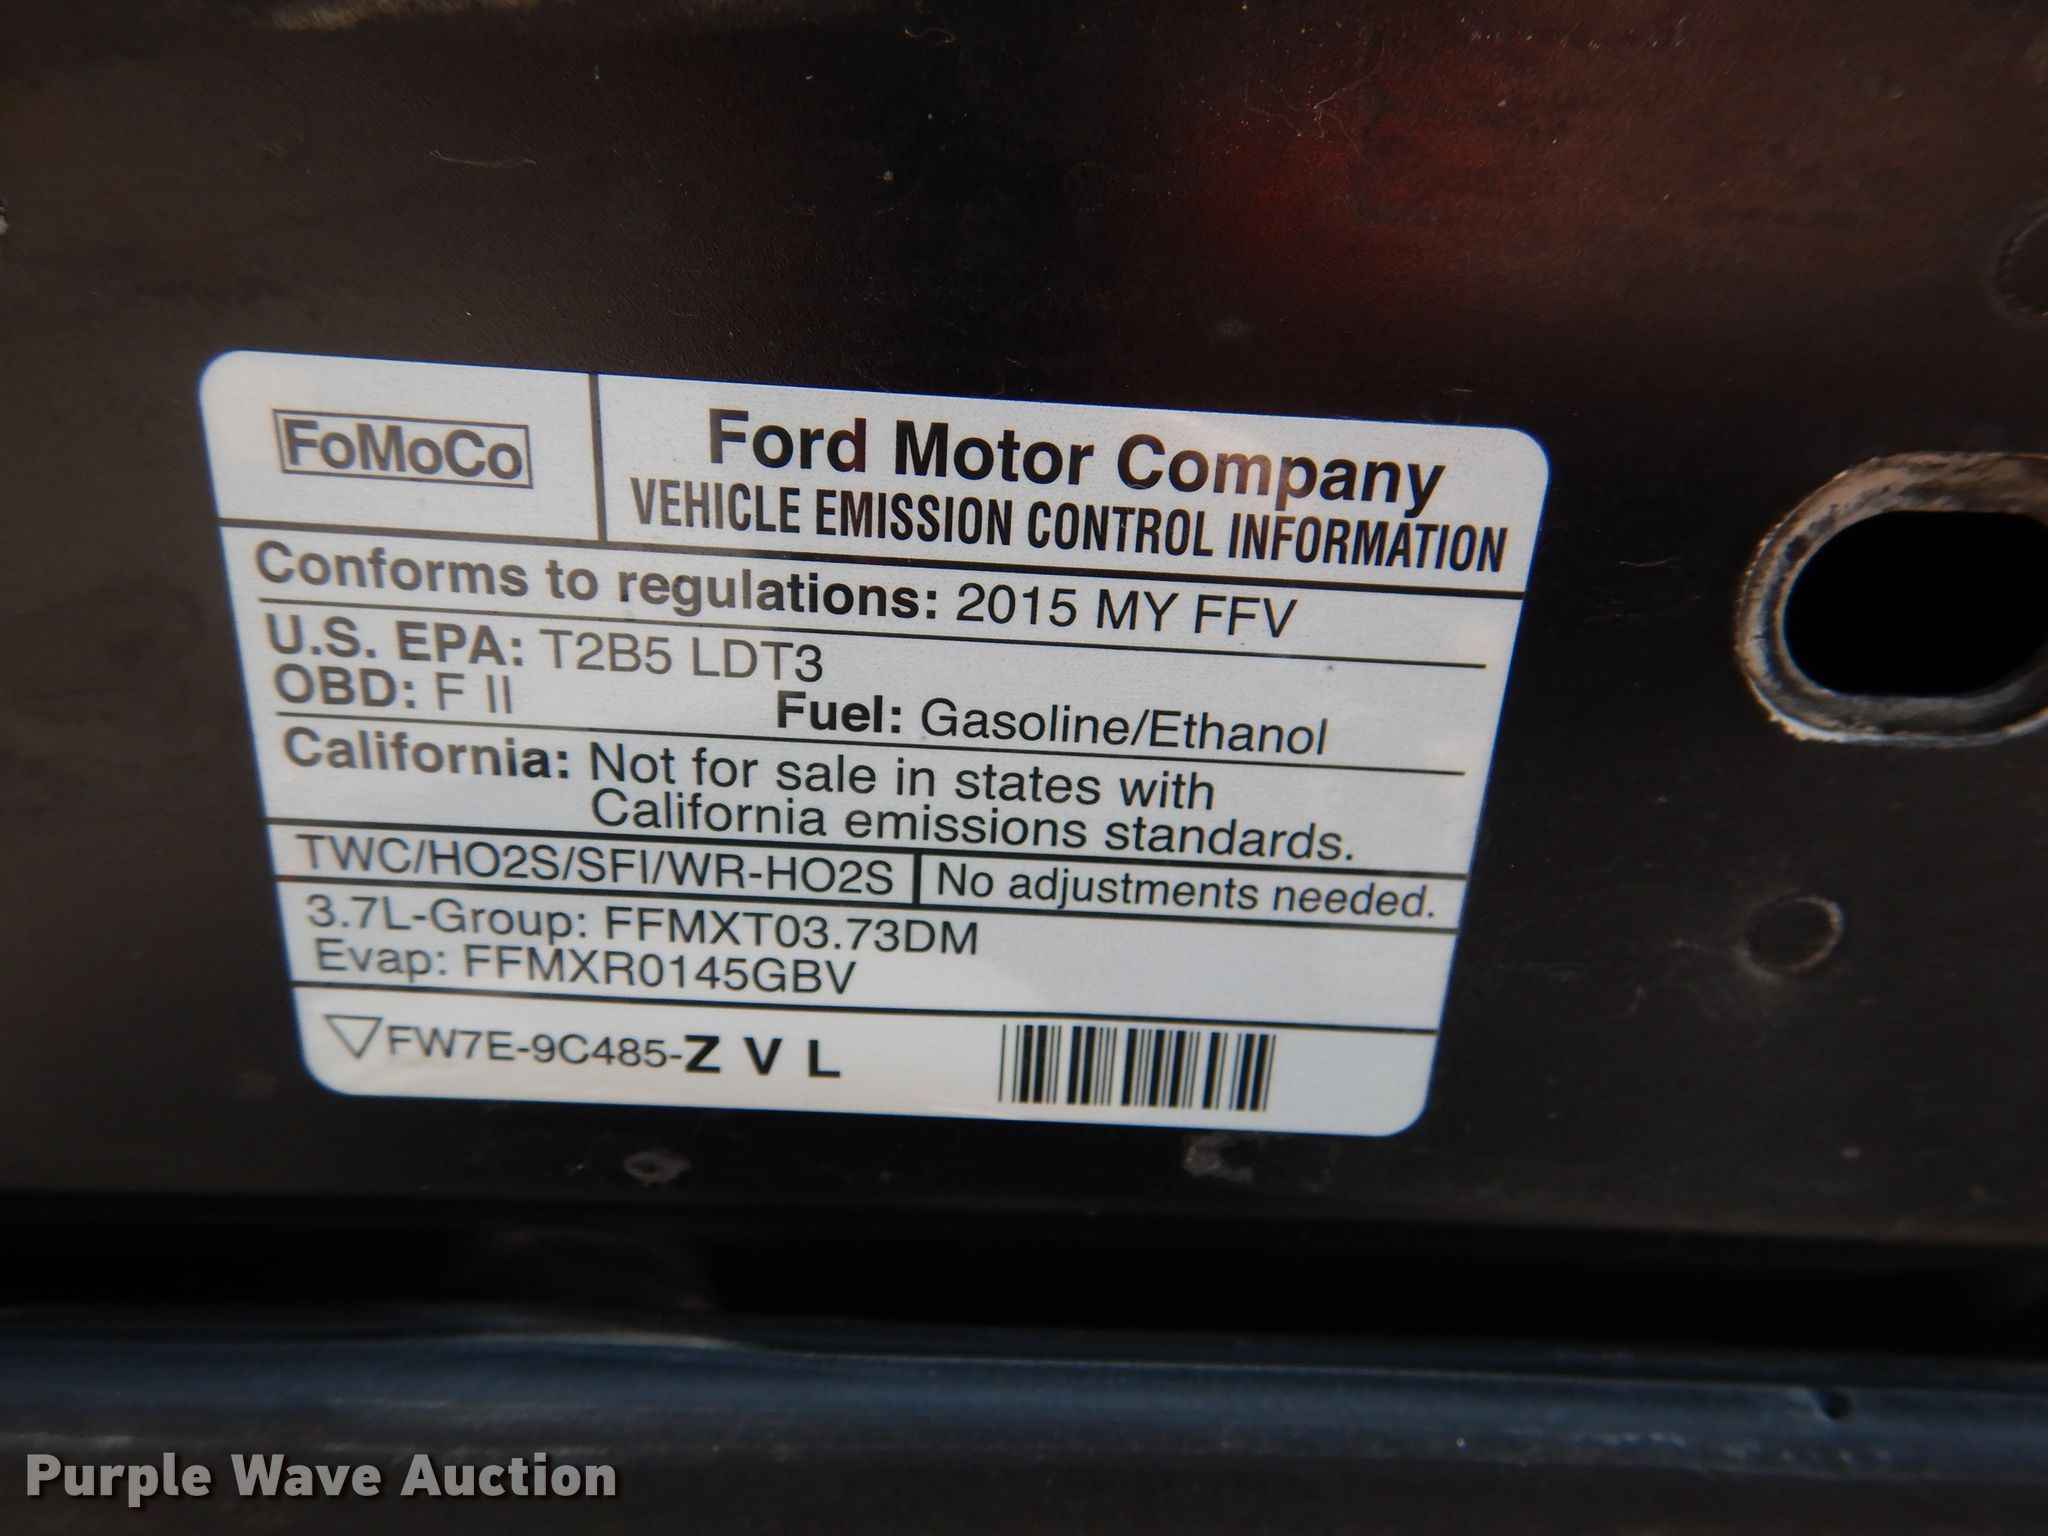 FoMoCo
Ford Motor Company
VEHICLE EMISSION CONTROL INFORMATION
Conforms to regulations: 2015 MY FFV
U.S. EPA: T2B5 LDT3
OBD: F II
Fuel: Gasoline/Ethanol
California: Not for sale in states with
California emissions standards.
TWC/HO2S/SFI/WR-HO2S
No adjustments needed.
3.7L-Group: FFMXT03.73DM
Evap: FFMXR0145GBV
FW7E-9C485-Z V L
Purple Wave Auction